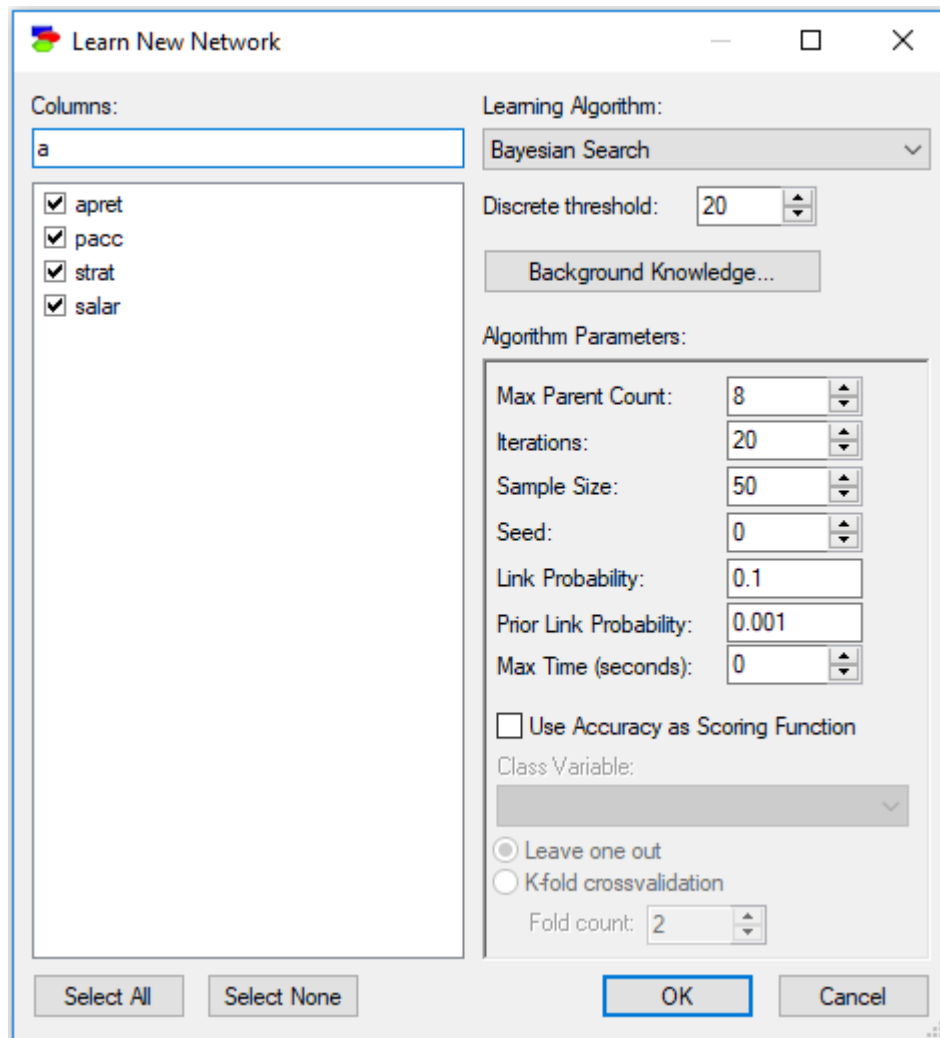 Learn New Network
Columns:
a
apret
pacc
strat
salar
Select All
Select None
Learning Algorithm:
Bayesian Search
Discrete threshold: 20
Background Knowledge...
Algorithm Parameters:
Max Parent Count: 8
Iterations: 20
Sample Size: 50
Seed: 0
Link Probability: 0.1
Prior Link Probability: 0.001
Max Time (seconds): 0
Use Accuracy as Scoring Function
Class Variable:
Leave one out
K-fold crossvalidation
Fold count: 2
OK
Cancel